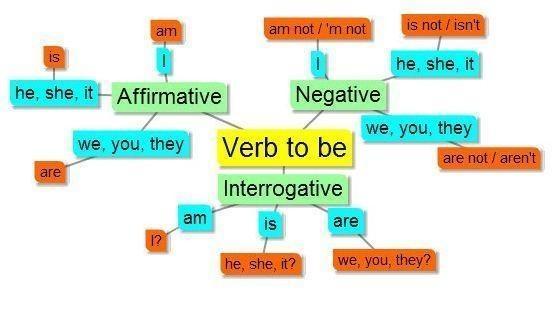 am
am not / 'm not
is not / isn't
is
I
I
he, she, it
he, she, it
Affirmative
Negative
we, you, they
we, you, they
Verb to be
are not / aren't
are
Interrogative
am
is
are
I?
he, she, it?
we, you, they?